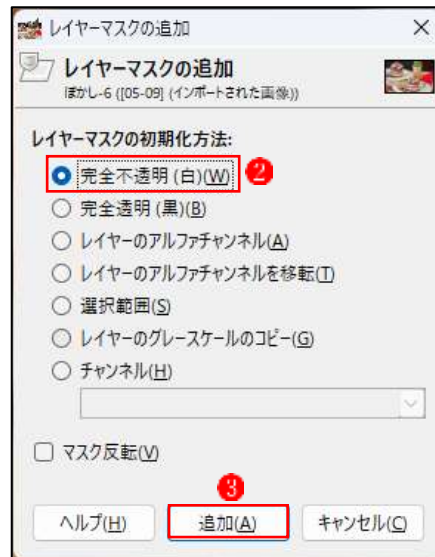 レイヤーマスクの追加
レイヤーマスクの追加
ぼかし-6 ([05-09] (インポートされた画像))
レイヤーマスクの初期化方法:
完全不透明 (白)(W) 2
完全透明 (黒)(B)
レイヤーのアルファチャンネル(A)
レイヤーのアルファチャンネルを移転(T)
選択範囲(S)
レイヤーのグレースケールのコピー(G)
チャンネル(H)
マスク反転(V)
3
ヘルプ(H) 追加(A) キャンセル(C)